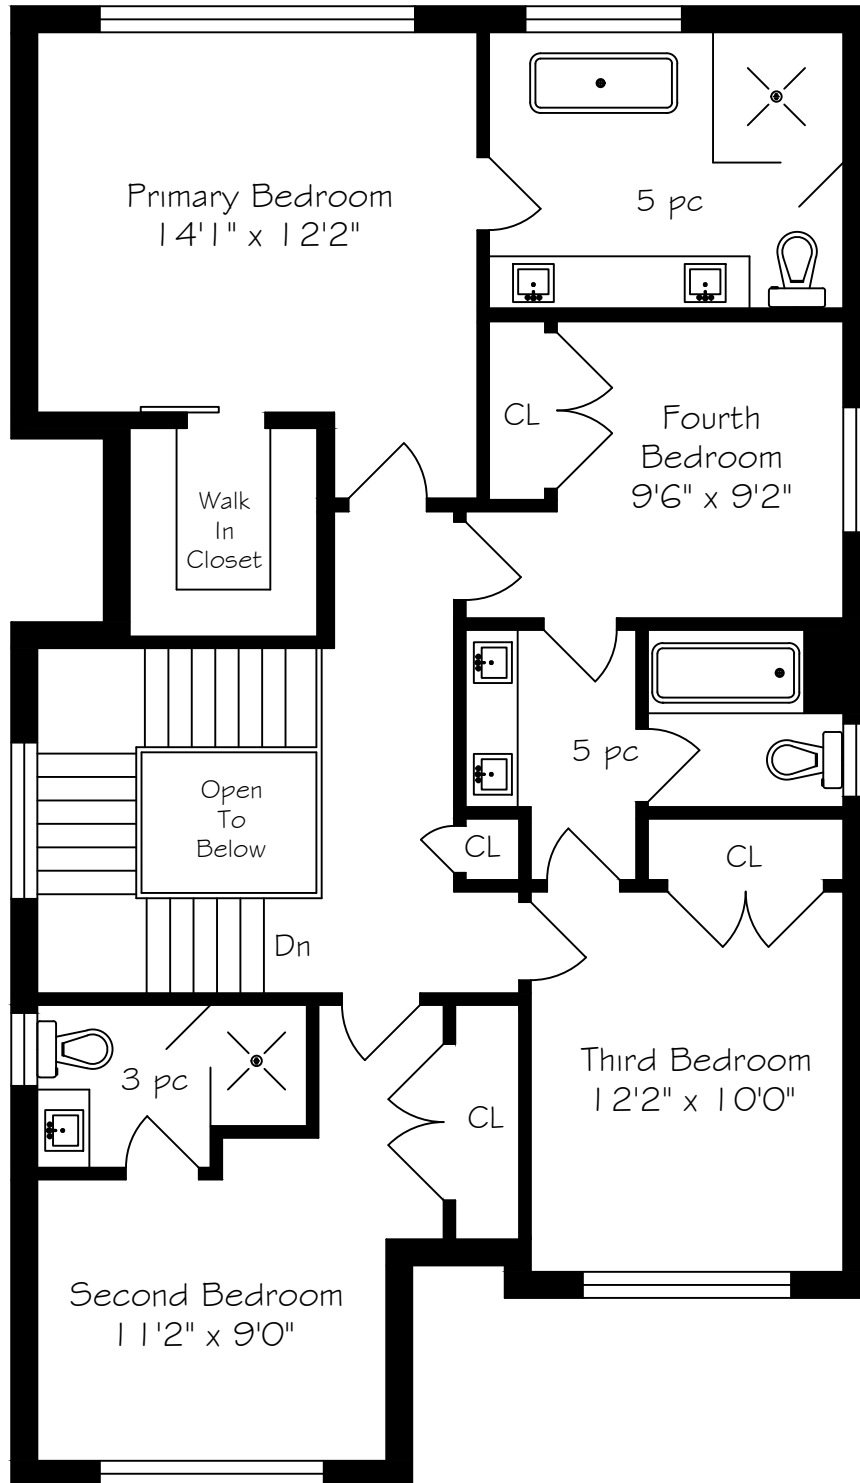 Primary Bedroom
14'1" x 12'2"
5 pc
CL
Fourth
Bedroom
9'6" x 9'2"
Walk
In
Closet
5 pc
Open
To
Below
CL
CL
Dn
3 pc
CL
Third Bedroom
12'2" x 10'0"
Second Bedroom
11'2" x 9'0"